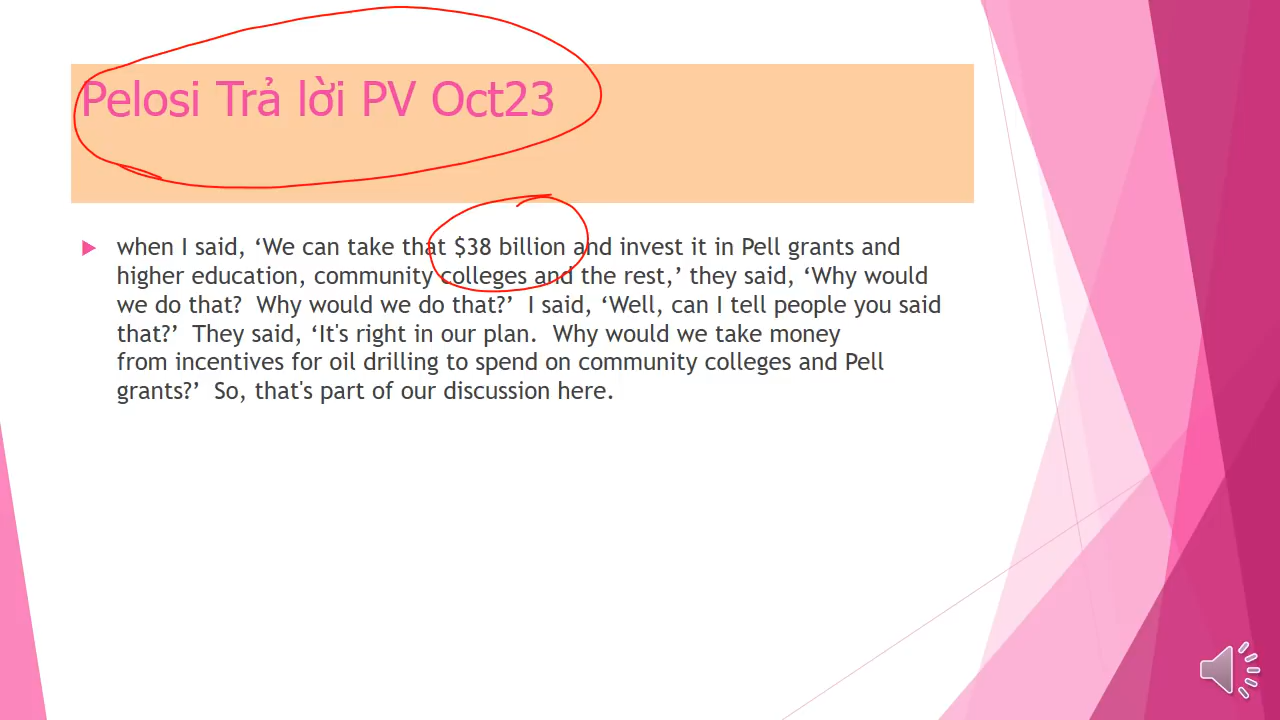 Pelosi Trả lời PV Oct23
when I said, ‘We can take that $38 billion and invest it in Pell grants and
higher education, community colleges and the rest,’ they said, ‘Why would
we do that?  Why would we do that?’  I said, ‘Well, can I tell people you said
that?’  They said, ‘It's right in our plan.  Why would we take money
from incentives for oil drilling to spend on community colleges and Pell
grants?’  So, that's part of our discussion here.